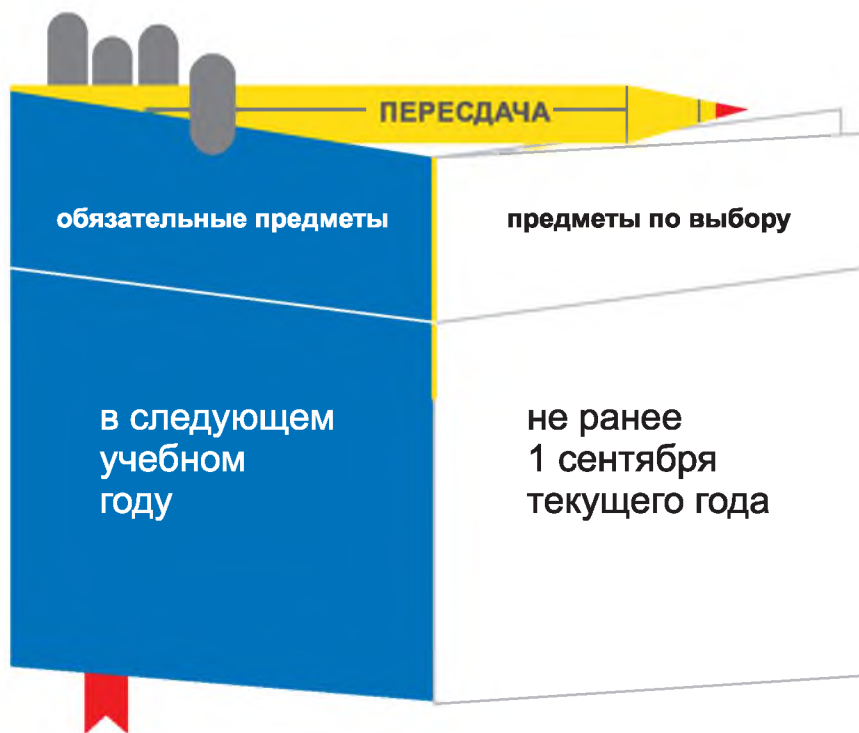 ПЕРЕСДАЧА
обязательные предметы
в следующем
учебном
году
предметы по выбору
не ранее
1 сентября
текущего года